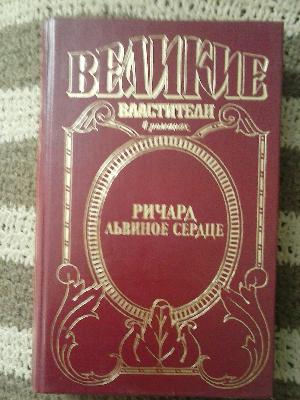 ВЕЛИКИЕ
ВЛАСТИТЕЛИ
в романах
РИЧАРД
ЛЬВИНОЕ СЕРДЦЕ